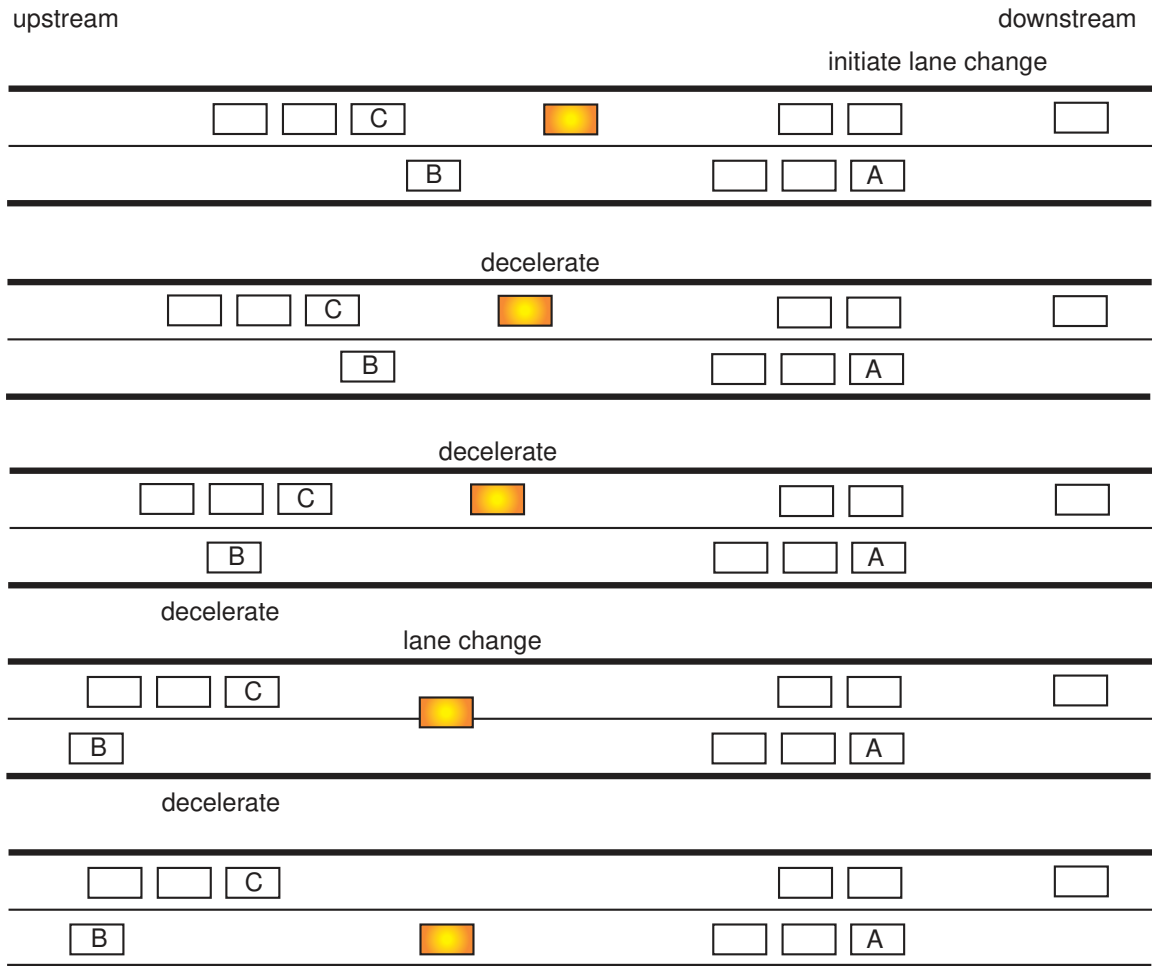 upstream downstream
initiate lane change
C
B A
decelerate
C
B A
decelerate
C
B A
decelerate
lane change
C
B A
decelerate
C
B A